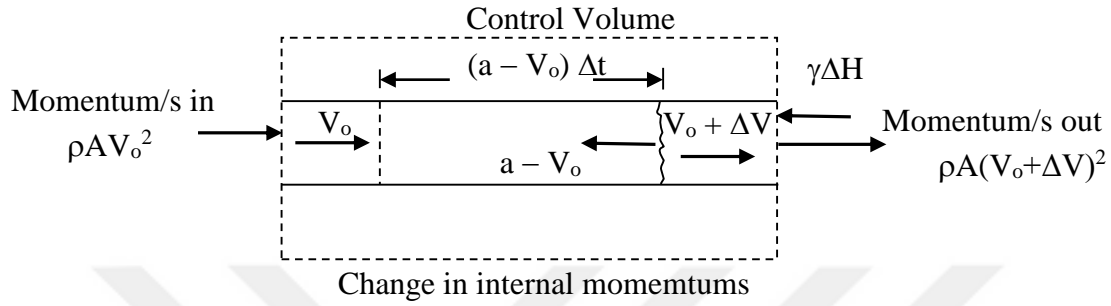 Control Volume
(a – Vₒ) Δt
γΔH
Momentum/s in
ρAVₒ²
Vₒ
a – Vₒ
Vₒ + ΔV
Momentum/s out
ρA(Vₒ+ΔV)²
Change in internal momemtums